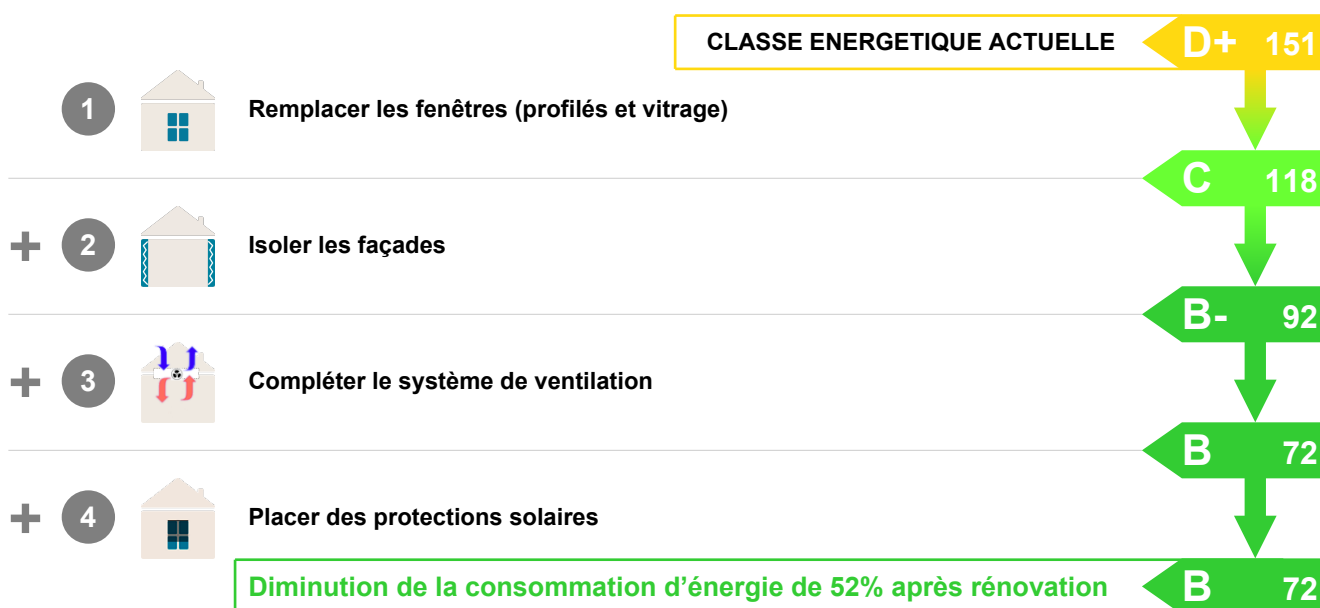 CLASSE ENERGETIQUE ACTUELLE D+ 151
1 Remplacer les fenêtres (profilés et vitrage)
C 118
+ 2 Isoler les façades
B- 92
+ 3 Compléter le système de ventilation
B 72
+ 4 Placer des protections solaires
Diminution de la consommation d’énergie de 52% après rénovation B 72